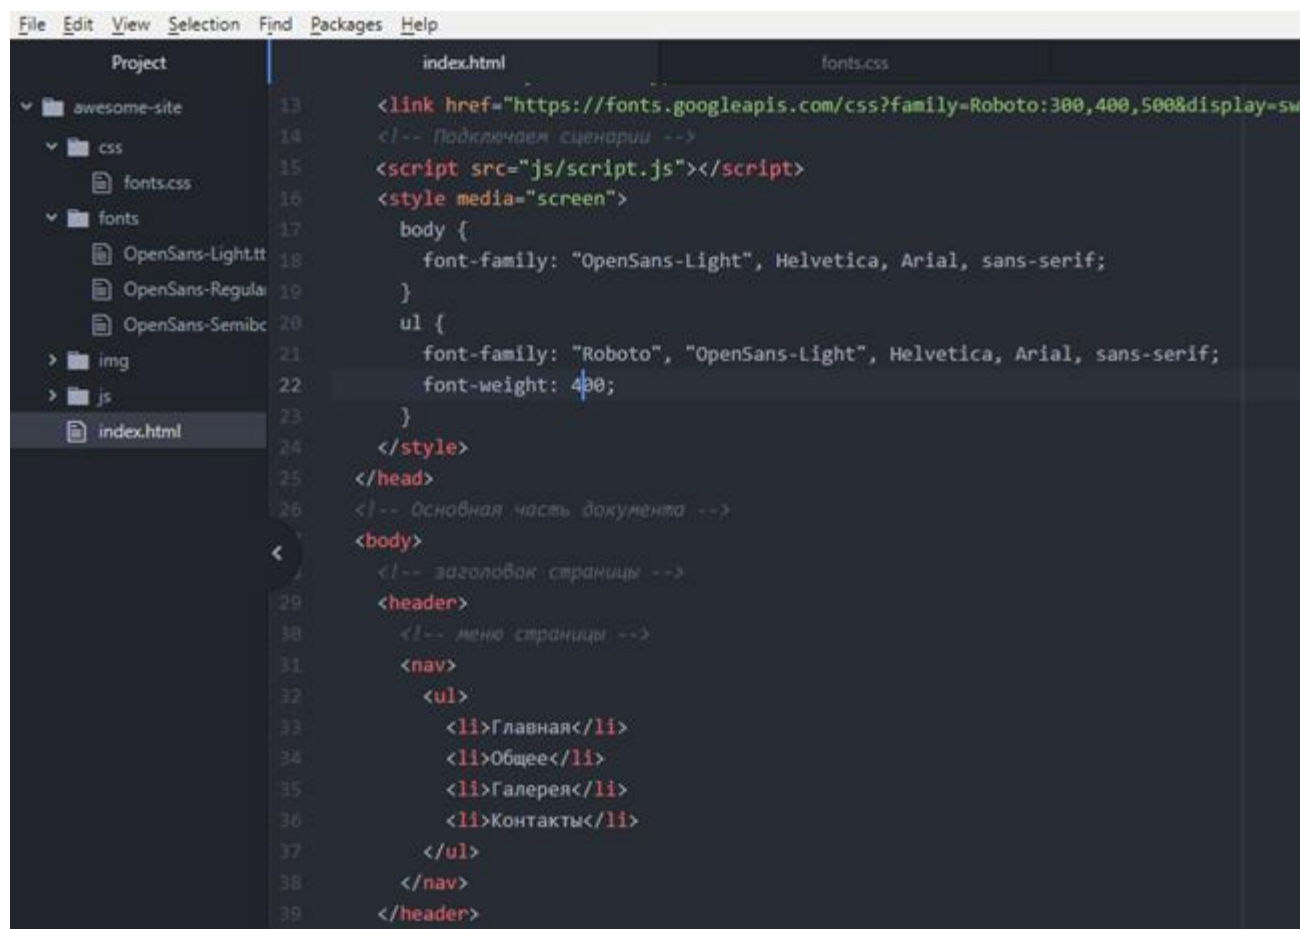 File Edit View Selection Find Packages Help
Project
index.html
fonts.css
awesome-site
css
fonts.css
fonts
OpenSans-Light.tt
OpenSans-Regular
OpenSans-Semibo
img
js
index.html
13 <link href="https://fonts.googleapis.com/css?family=Roboto:300,400,500&display=sw
14 <!-- Подключаем сценарии -->
15 <script src="js/script.js"></script>
16 <style media="screen">
17 body {
18 font-family: "OpenSans-Light", Helvetica, Arial, sans-serif;
19 }
20 ul {
21 font-family: "Roboto", "OpenSans-Light", Helvetica, Arial, sans-serif;
22 font-weight: 400;
23 }
24 </style>
25 </head>
26 <!-- Основная часть документа -->
<body>
<!-- заголовок страницы -->
29 <header>
30 <!-- меню страницы -->
31 <nav>
32 <ul>
33 <li>Главная</li>
34 <li>Общее</li>
35 <li>Галерея</li>
36 <li>Контакты</li>
37 </ul>
38 </nav>
39 </header>